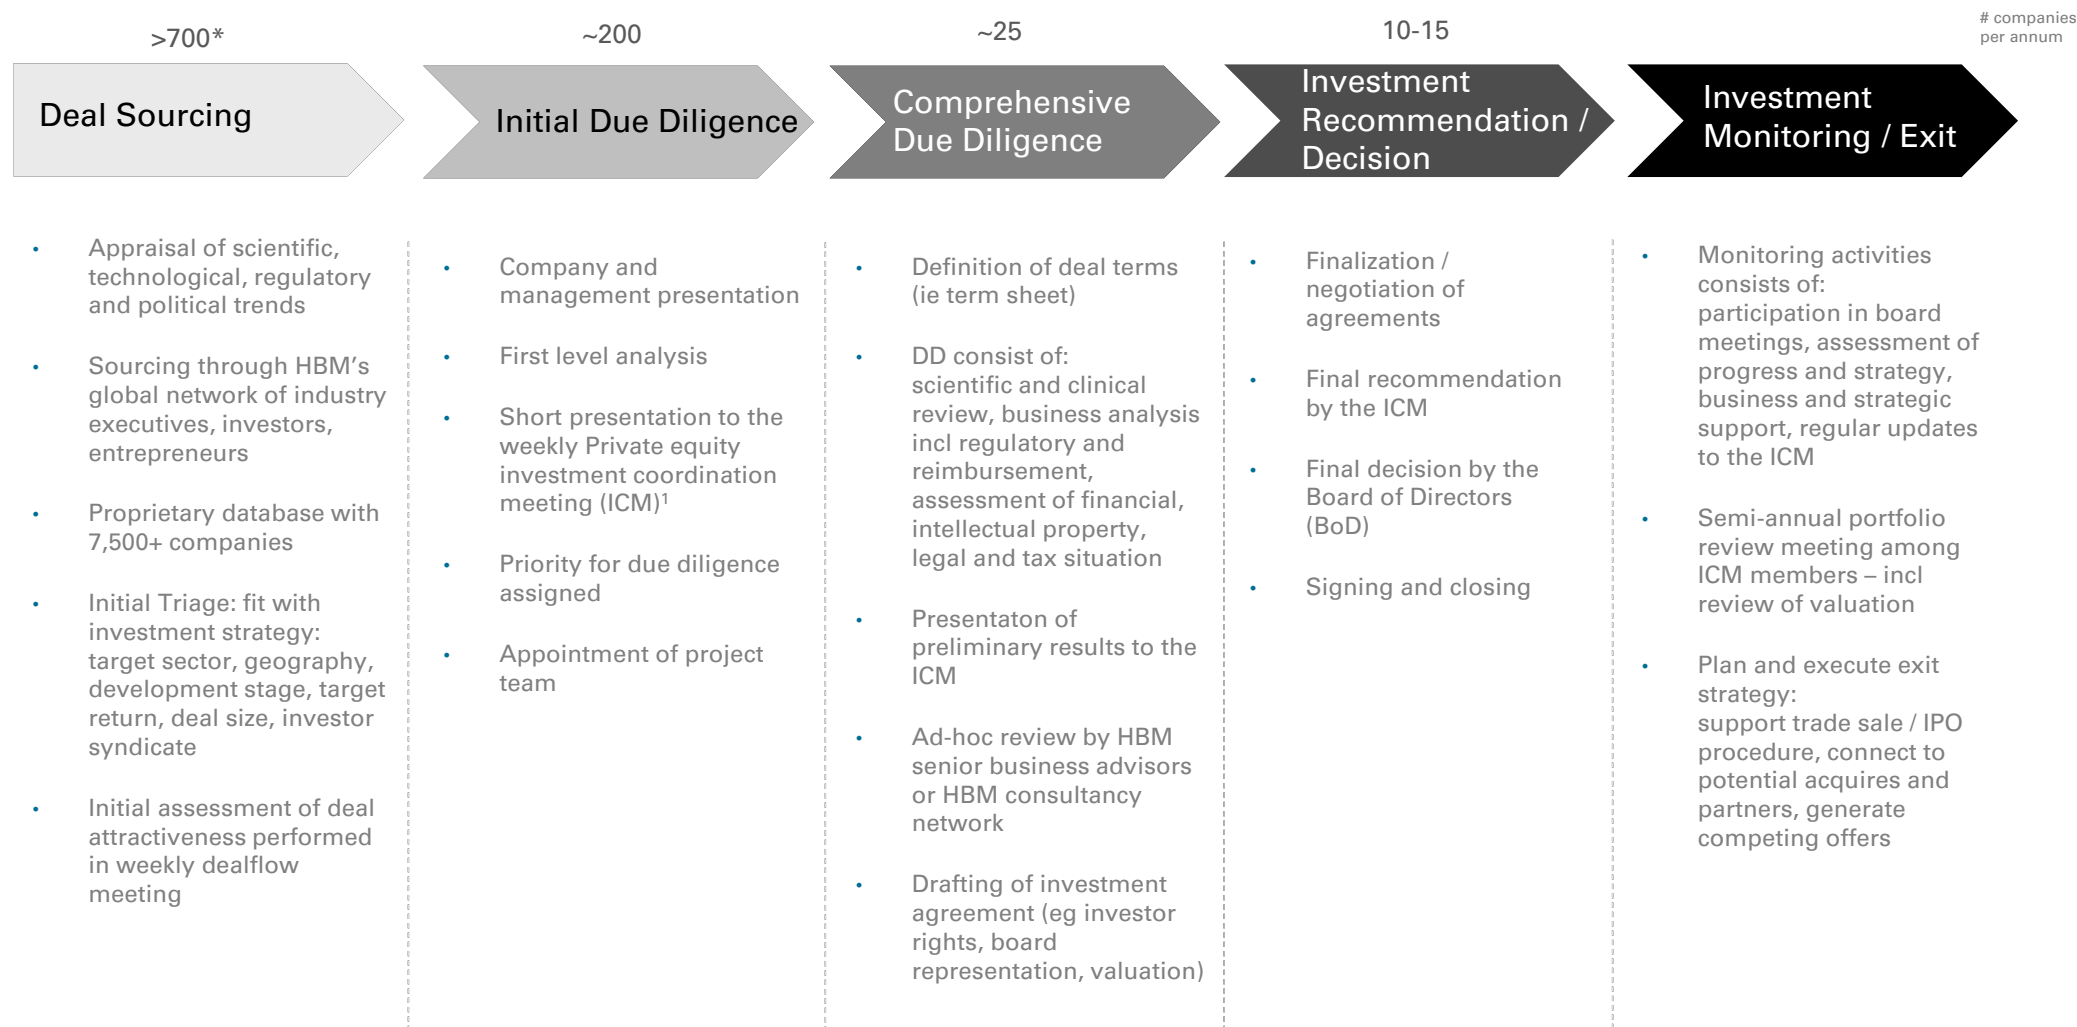 >700*
~200
~25
10-15
# companies
per annum
Deal Sourcing
Initial Due Diligence
Comprehensive
Due Diligence
Investment
Recommendation /
Decision
Investment
Monitoring / Exit
• Appraisal of scientific,
technological, regulatory
and political trends
• Sourcing through HBM’s
global network of industry
executives, investors,
entrepreneurs
• Proprietary database with
7,500+ companies
• Initial Triage: fit with
investment strategy:
target sector, geography,
development stage, target
return, deal size, investor
syndicate
• Initial assessment of deal
attractiveness performed
in weekly dealflow
meeting
• Company and
management presentation
• First level analysis
• Short presentation to the
weekly Private equity
investment coordination
meeting (ICM)¹
• Priority for due diligence
assigned
• Appointment of project
team
• Definition of deal terms
(ie term sheet)
• DD consist of:
scientific and clinical
review, business analysis
incl regulatory and
reimbursement,
assessment of financial,
intellectual property,
legal and tax situation
• Presentaton of
preliminary results to the
ICM
• Ad-hoc review by HBM
senior business advisors
or HBM consultancy
network
• Drafting of investment
agreement (eg investor
rights, board
representation, valuation)
• Finalization /
negotiation of
agreements
• Final recommendation
by the ICM
• Final decision by the
Board of Directors
(BoD)
• Signing and closing
• Monitoring activities
consists of:
participation in board
meetings, assessment of
progress and strategy,
business and strategic
support, regular updates
to the ICM
• Semi-annual portfolio
review meeting among
ICM members – incl
review of valuation
• Plan and execute exit
strategy:
support trade sale / IPO
procedure, connect to
potential acquires and
partners, generate
competing offers